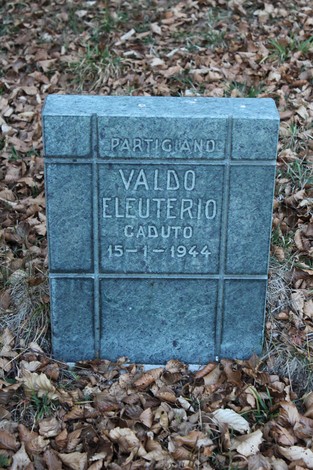 PARTIGIANO
VALDO
ELEUTERIO
CADUTO
15-1-1944